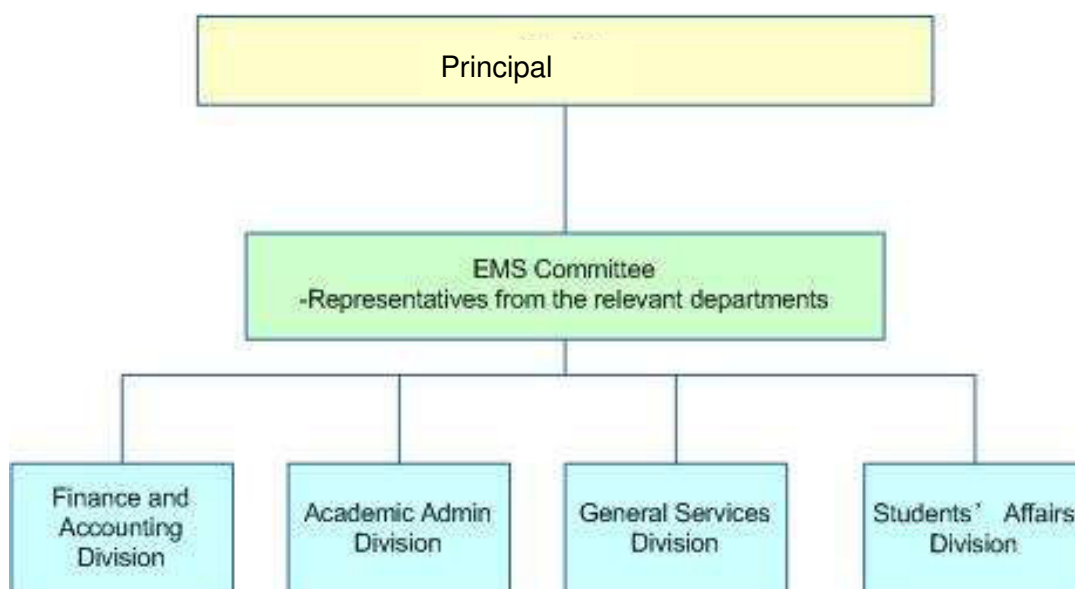 Principal
EMS Committee
-Representatives from the relevant departments
Finance and
Accounting
Division
Academic Admin
Division
General Services
Division
Students’ Affairs
Division